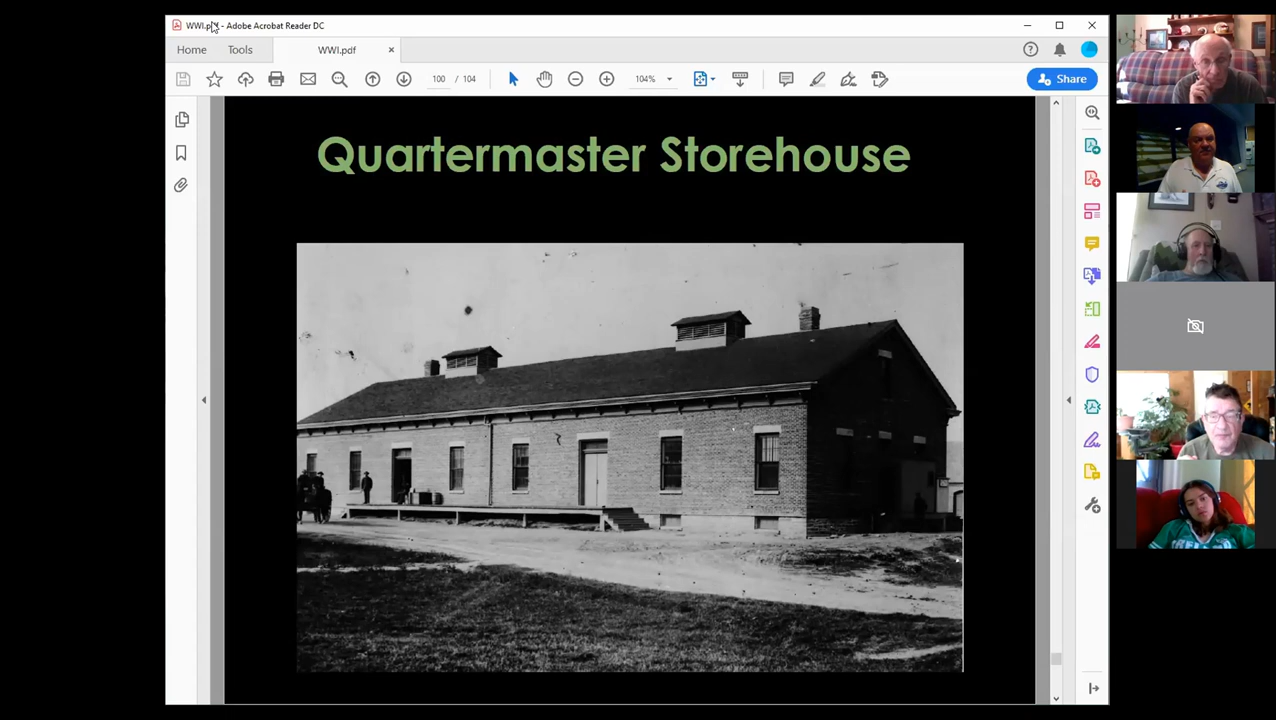 WWI.pdf - Adobe Acrobat Reader DC
Home Tools WWI.pdf
100 / 104 104% Share
Quartermaster Storehouse